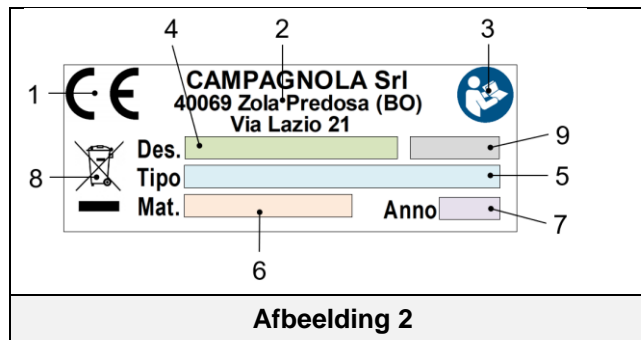 4 2 3
1 CE CAMPAGNOLA Srl
40069 Zola Predosa (BO)
Via Lazio 21
Des. 9
8 Tipo 5
Mat. Anno 7
6
Afbeelding 2